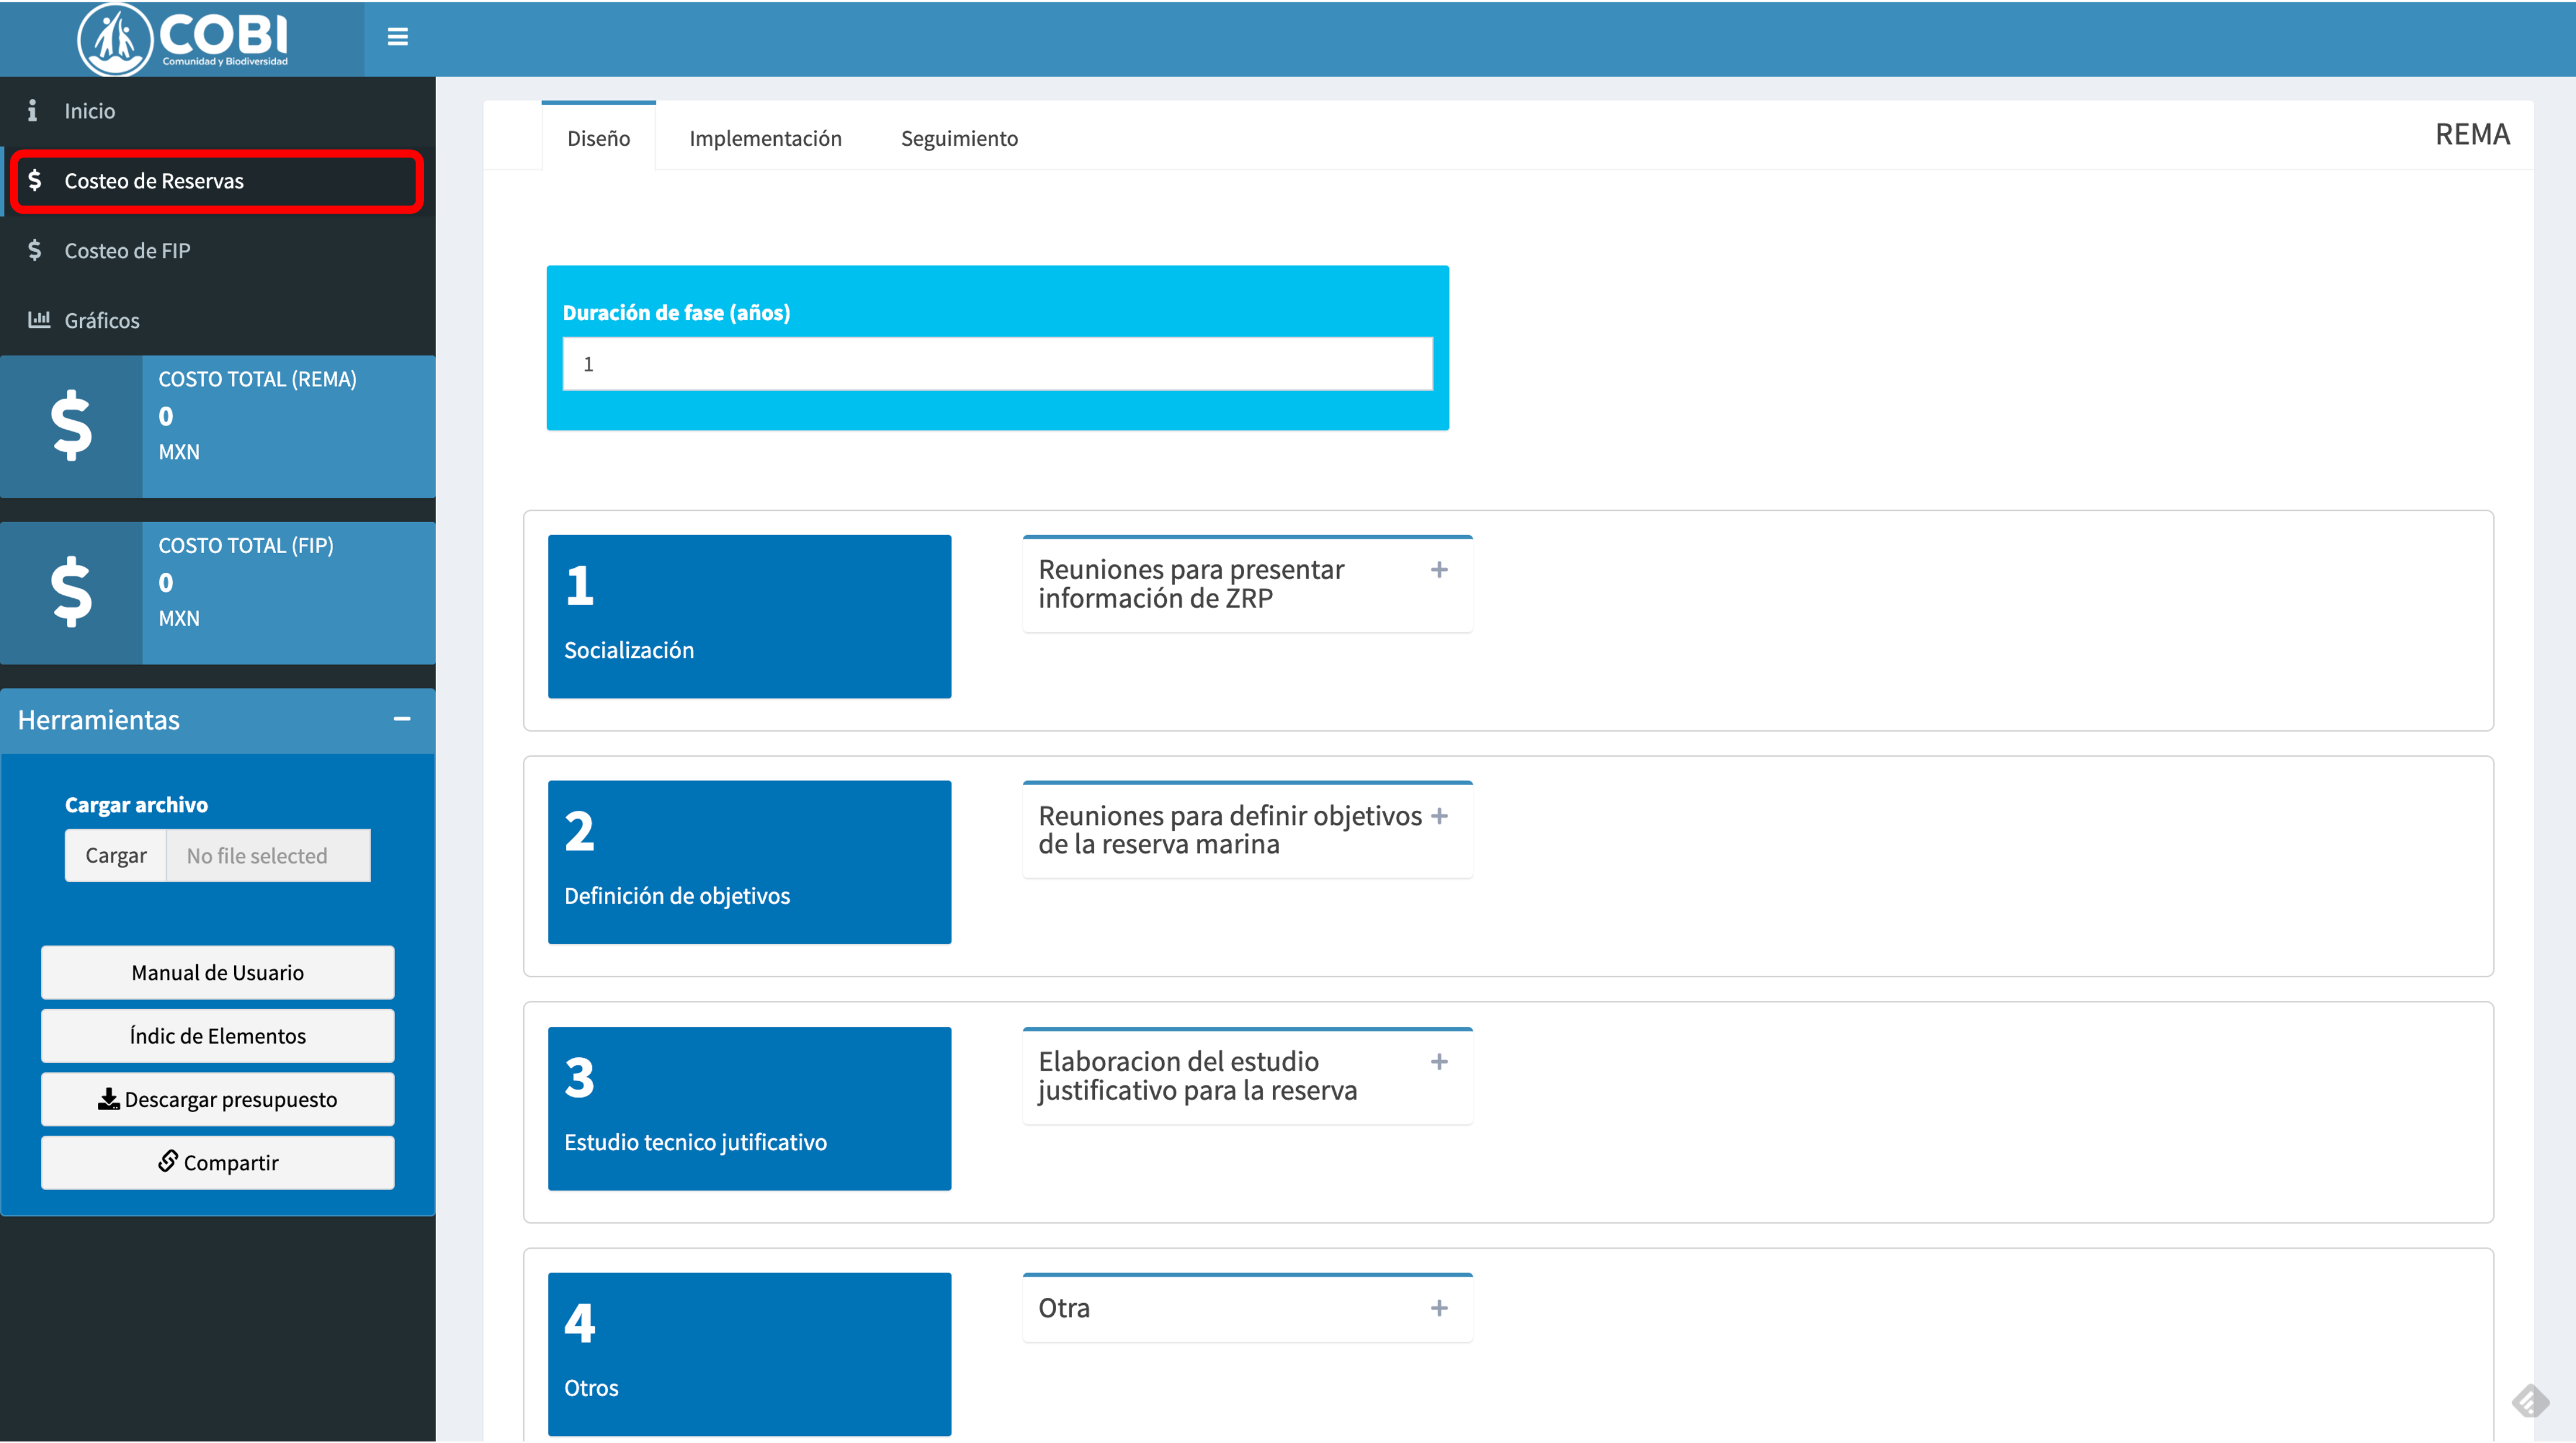 COBI
Comunidad y Biodiversidad
Inicio
Costeo de Reservas
Costeo de FIP
Gráficos
COSTO TOTAL (REMA)
0
MXN
COSTO TOTAL (FIP)
0
MXN
Herramientas
Cargar archivo
Cargar No file selected
Manual de Usuario
Índic de Elementos
Descargar presupuesto
Compartir
Diseño Implementación Seguimiento REMA
Duración de fase (años)
1
1
Socialización
Reuniones para presentar
información de ZRP
2
Definición de objetivos
Reuniones para definir objetivos
de la reserva marina
3
Estudio tecnico jutificativo
Elaboracion del estudio
justificativo para la reserva
4
Otros
Otra